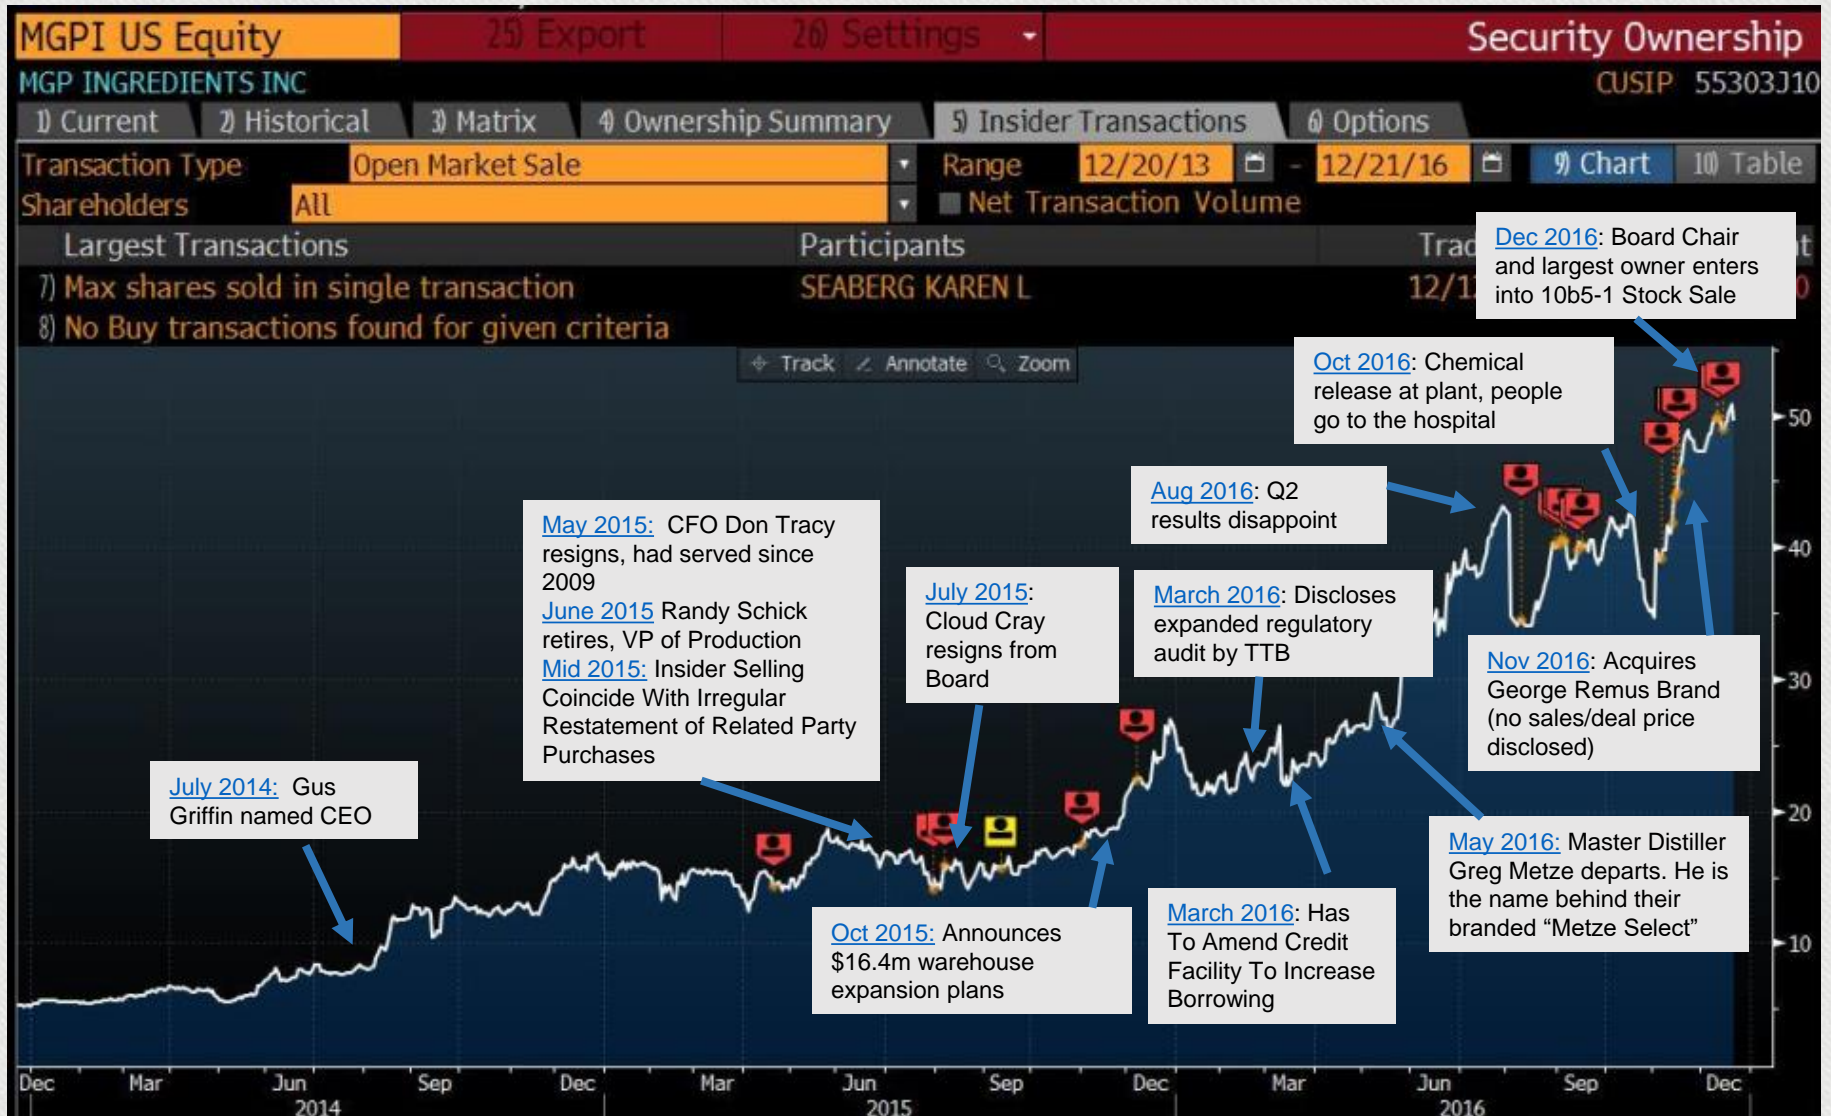 MGPI US Equity
25) Export
26) Settings
Security Ownership
MGP INGREDIENTS INC
CUSIP 55303J10
1) Current
2) Historical
3) Matrix
4) Ownership Summary
5) Insider Transactions
6) Options
Transaction Type
Open Market Sale
Range
12/20/13
-
12/21/16
9) Chart
10) Table
Shareholders
All
Net Transaction Volume
Largest Transactions
Participants
7) Max shares sold in single transaction
SEABERG KAREN L
8) No Buy transactions found for given criteria
Track
Annotate
Zoom
Dec 2016: Board Chair
and largest owner enters
into 10b5-1 Stock Sale
Oct 2016: Chemical
release at plant, people
go to the hospital
Aug 2016: Q2
results disappoint
May 2015: CFO Don Tracy
resigns, had served since
2009
June 2015 Randy Schick
retires, VP of Production
Mid 2015: Insider Selling
Coincide With Irregular
Restatement of Related Party
Purchases
July 2015:
Cloud Cray
resigns from
Board
March 2016: Discloses
expanded regulatory
audit by TTB
Nov 2016: Acquires
George Remus Brand
(no sales/deal price
disclosed)
July 2014: Gus
Griffin named CEO
Oct 2015: Announces
$16.4m warehouse
expansion plans
March 2016: Has
To Amend Credit
Facility To Increase
Borrowing
May 2016: Master Distiller
Greg Metze departs. He is
the name behind their
branded “Metze Select”
50
40
30
20
10
Dec
Mar
Jun
Sep
Dec
Mar
Jun
Sep
Dec
Mar
Jun
Sep
Dec
2014
2015
2016